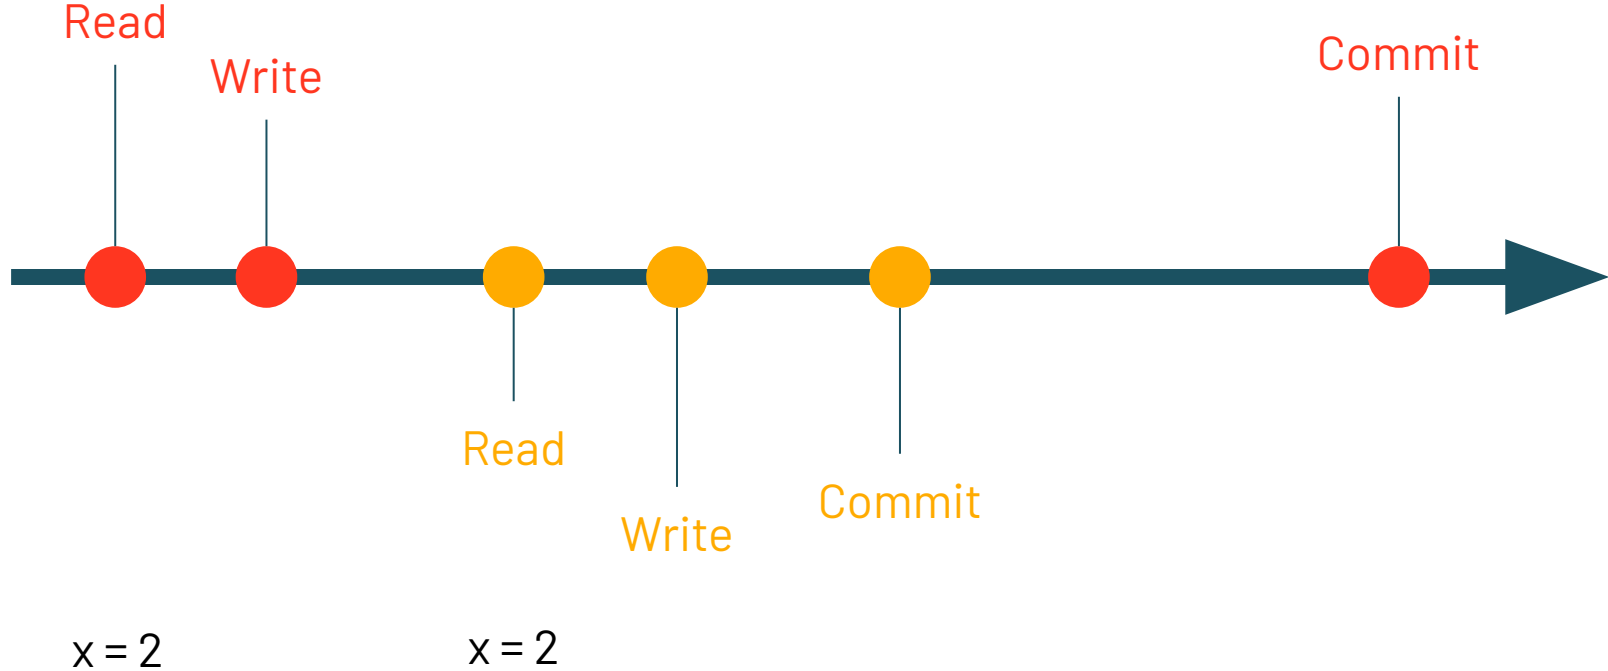 Read
Write
Commit
Read
Write
Commit
x = 2
x = 2